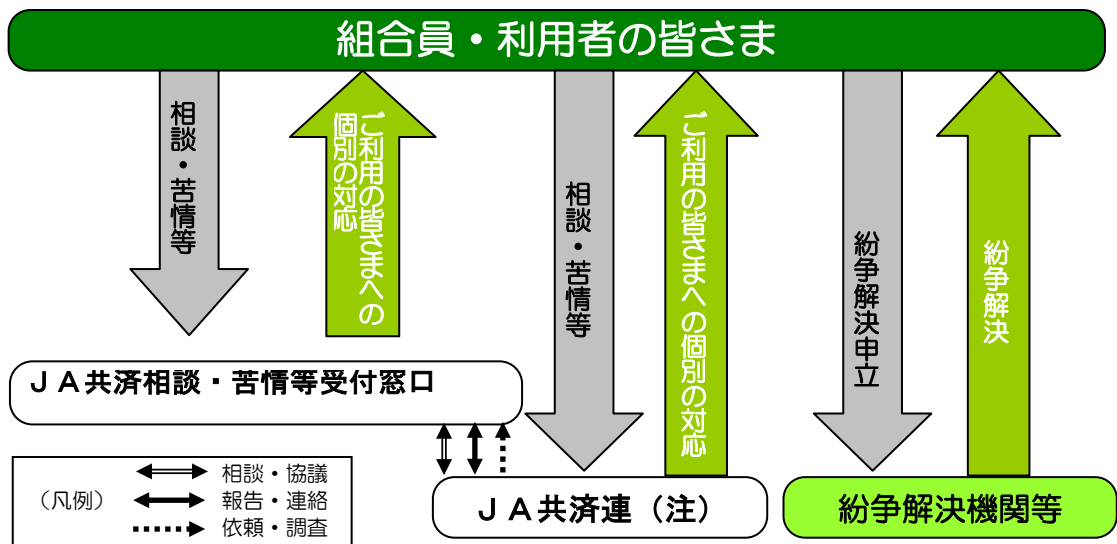 組合員・利用者の皆さま
相談・苦情等
ご利用の皆さまへの
個別の対応
相談・苦情等
ご利用の皆さまへの個別の対応
紛争解決申立
紛争解決
ＪＡ共済相談・苦情等受付窓口
（凡例）
相談・協議
報告・連絡
依頼・調査
ＪＡ共済連（注）
紛争解決機関等